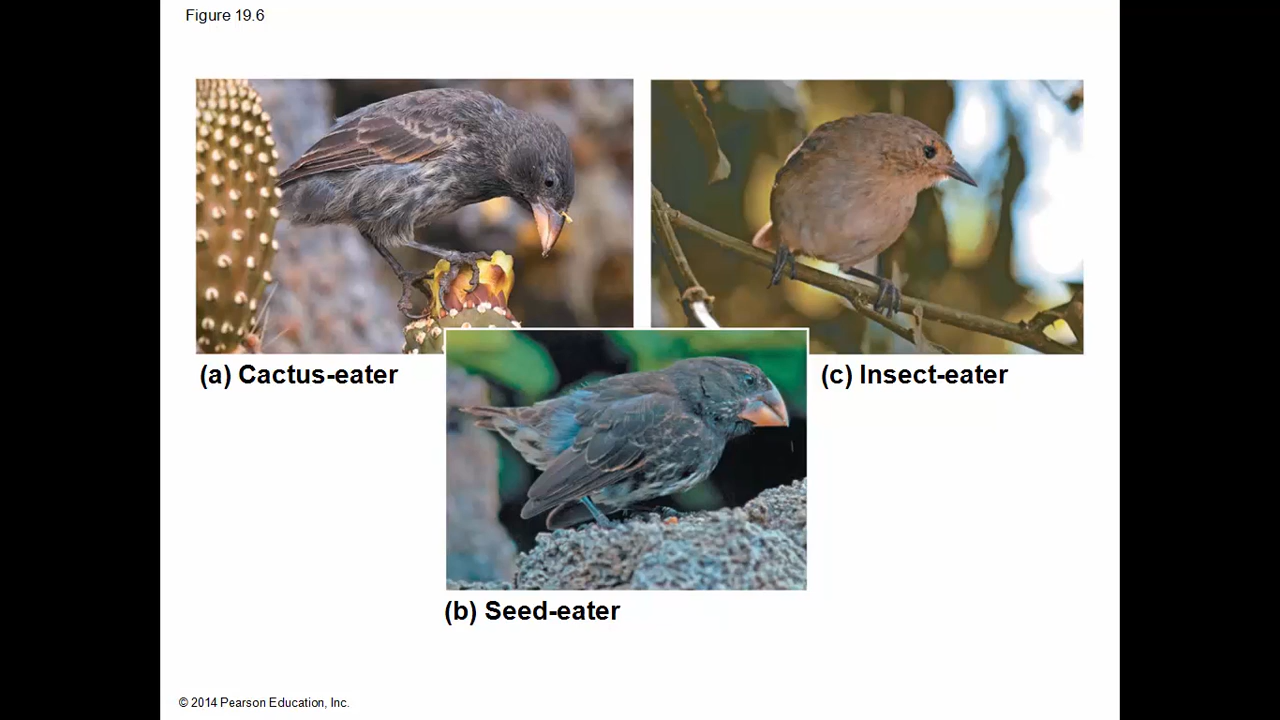 Figure 19.6
(a) Cactus-eater
(c) Insect-eater
(b) Seed-eater
© 2014 Pearson Education, Inc.